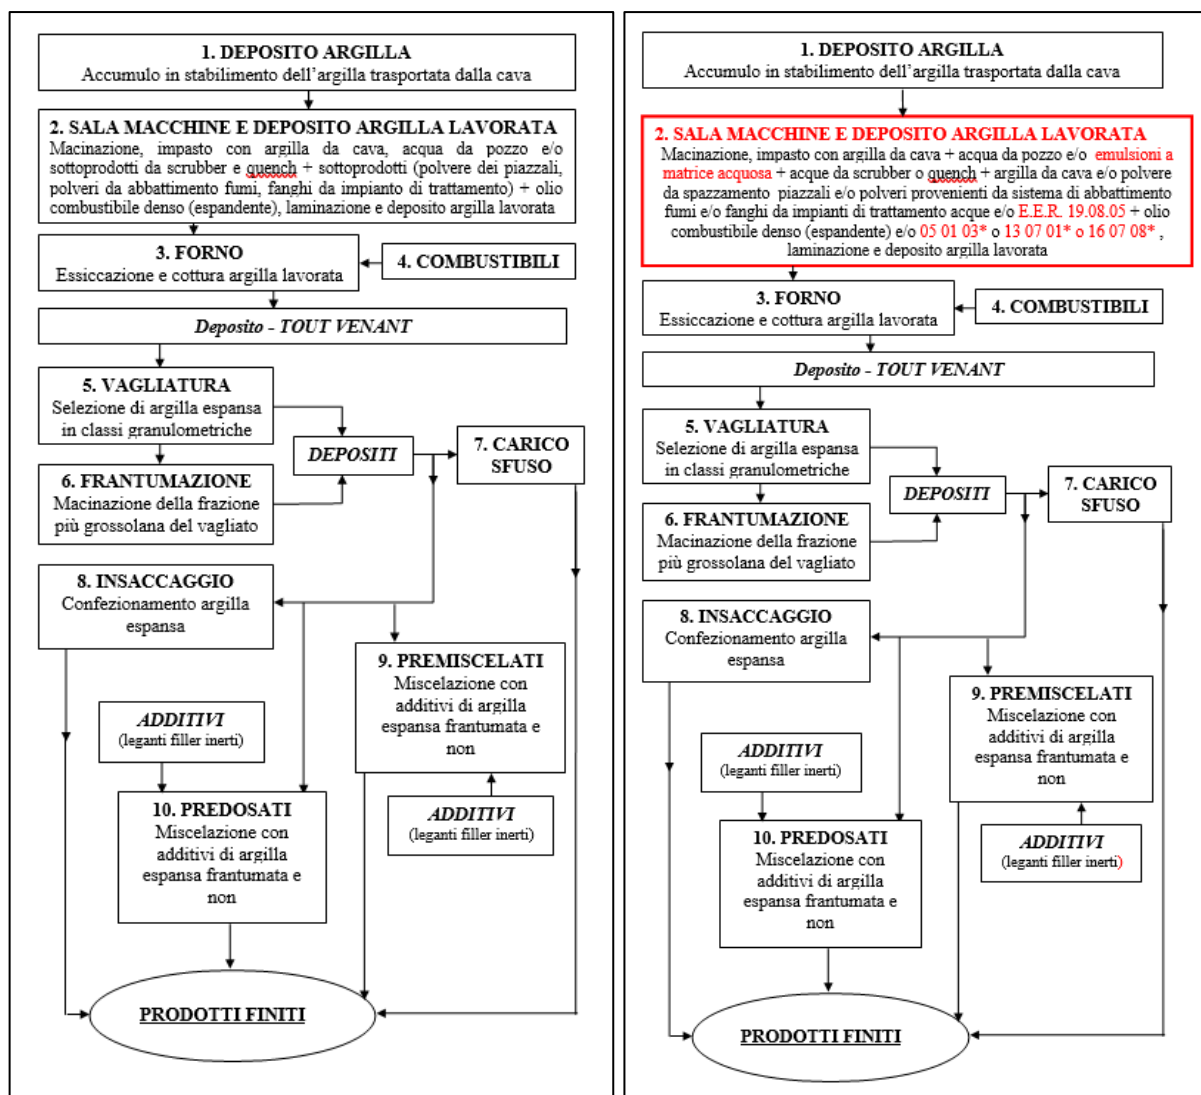 1. DEPOSITO ARGILLA
Accumulo in stabilimento dell'argilla trasportata dalla cava
2. SALA MACCHINE E DEPOSITO ARGILLA LAVORATA
Macinazione, impasto con argilla da cava, acqua da pozzo e/o
sottoprodotti da scrubber e quench + sottoprodotti (polvere dei piazzali,
polveri da abbattimento fumi, fanghi da impianto di trattamento) + olio
combustibile denso (espandente), laminazione e deposito argilla lavorata
3. FORNO
Essiccazione e cottura argilla lavorata
4. COMBUSTIBILI
Deposito - TOUT VENANT
5. VAGLIATURA
Selezione di argilla espansa
in classi granulometriche
DEPOSITI
7. CARICO
SFUSO
6. FRANTUMAZIONE
Macinazione della frazione
più grossolana del vagliato
8. INSACCAGGIO
Confezionamento argilla
espansa
9. PREMISCELATI
Miscelazione con
additivi di argilla
espansa frantumata e
non
ADDITIVI
(leganti filler inerti)
10. PREDOSATI
Miscelazione con
additivi di argilla
espansa frantumata e
non
ADDITIVI
(leganti filler inerti)
PRODOTTI FINITI
1. DEPOSITO ARGILLA
Accumulo in stabilimento dell'argilla trasportata dalla cava
2. SALA MACCHINE E DEPOSITO ARGILLA LAVORATA
Macinazione, impasto con argilla da cava + acqua da pozzo e/o emulsioni a
matrice acquosa + acque da scrubber o quench + argilla da cava e/o polvere
da spazzamento piazzali e/o polveri provenienti da sistema di abbattimento
fumi e/o fanghi da impianti di trattamento acque e/o E.E.R. 19.08.05 + olio
combustibile denso (espandente) e/o 05 01 03* o 13 07 01* o 16 07 08* ,
laminazione e deposito argilla lavorata
3. FORNO
Essiccazione e cottura argilla lavorata
4. COMBUSTIBILI
Deposito - TOUT VENANT
5. VAGLIATURA
Selezione di argilla espansa
in classi granulometriche
DEPOSITI
7. CARICO
SFUSO
6. FRANTUMAZIONE
Macinazione della frazione
più grossolana del vagliato
8. INSACCAGGIO
Confezionamento argilla
espansa
9. PREMISCELATI
Miscelazione con
additivi di argilla
espansa frantumata e
non
ADDITIVI
(leganti filler inerti)
10. PREDOSATI
Miscelazione con
additivi di argilla
espansa frantumata e
non
ADDITIVI
(leganti filler inerti)
PRODOTTI FINITI